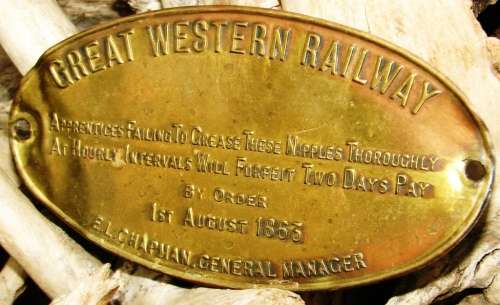 GREAT WESTERN RAILWAY
APPRENTICES FAILING TO GREASE THESE NIPPLES THOROUGHLY
AT HOURLY INTERVALS WILL FORFEIT TWO DAYS PAY
BY ORDER
1ST AUGUST 1863
E.L. CHAPMAN. GENERAL MANAGER